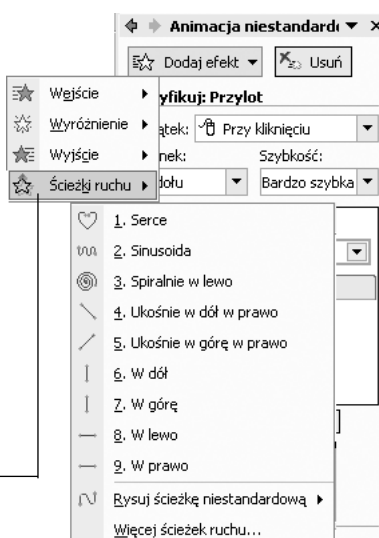 Animacja niestandard
Dodaj efekt Usuń
Wejście
yfikuj: Przylot
Wyróżnienie
ątek: Przy kliknięciu
Wyjście
nek: Szybkość:
Ścieżki ruchu
dołu Bardzo szybka
1. Serce
2. Sinusoida
3. Spiralnie w lewo
4. Ukośnie w dół w prawo
5. Ukośnie w górę w prawo
6. W dół
7. W górę
8. W lewo
9. W prawo
Rysuj ścieżkę niestandardową
Więcej ścieżek ruchu...